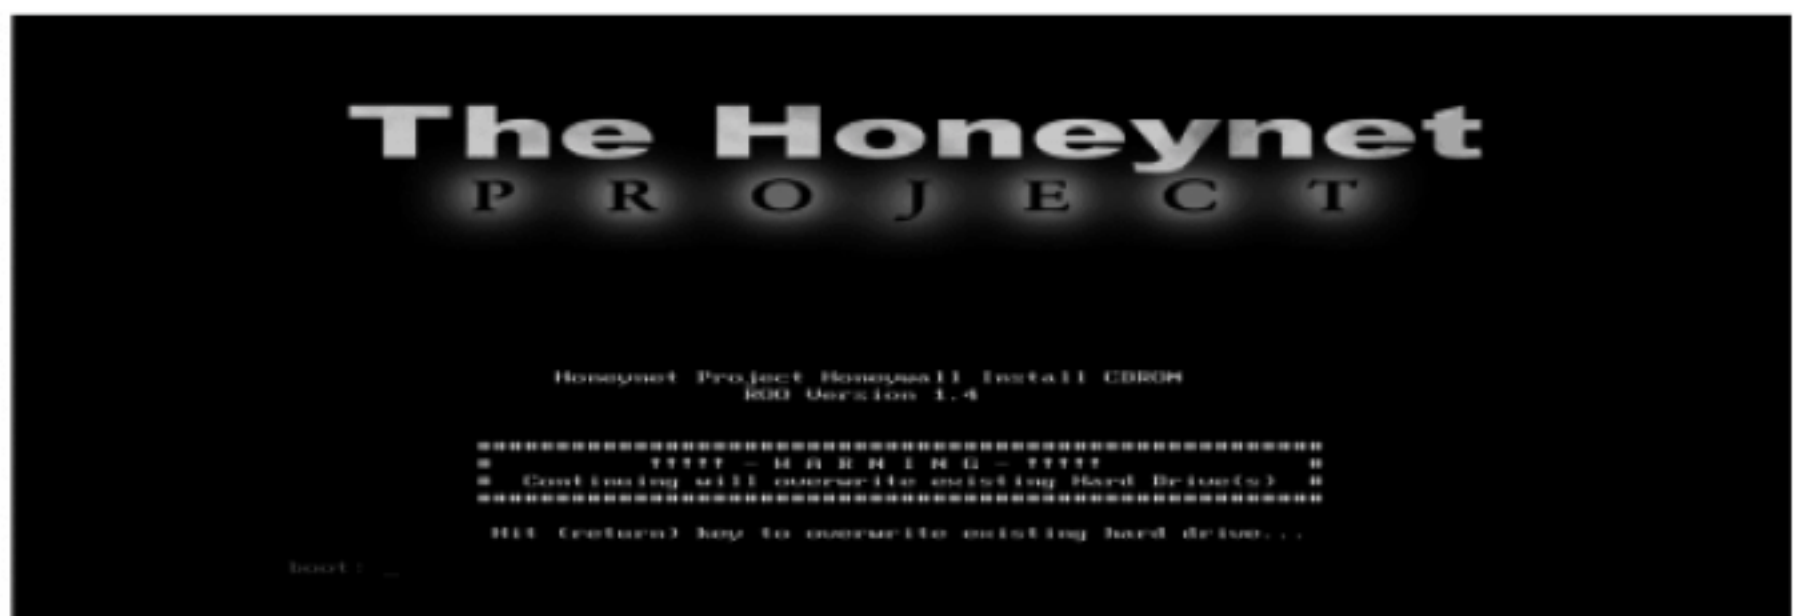 The Honeynet
PROJECT
Honeynet Project Honeywall Install CDROM
ROO Version 1.4
##########################################################
# !!!!! - W A R N I N G - !!!!! #
# Continuing will overwrite existing Hard Drive(s) #
##########################################################
Hit (return) key to overwrite existing hard drive...
boot: _